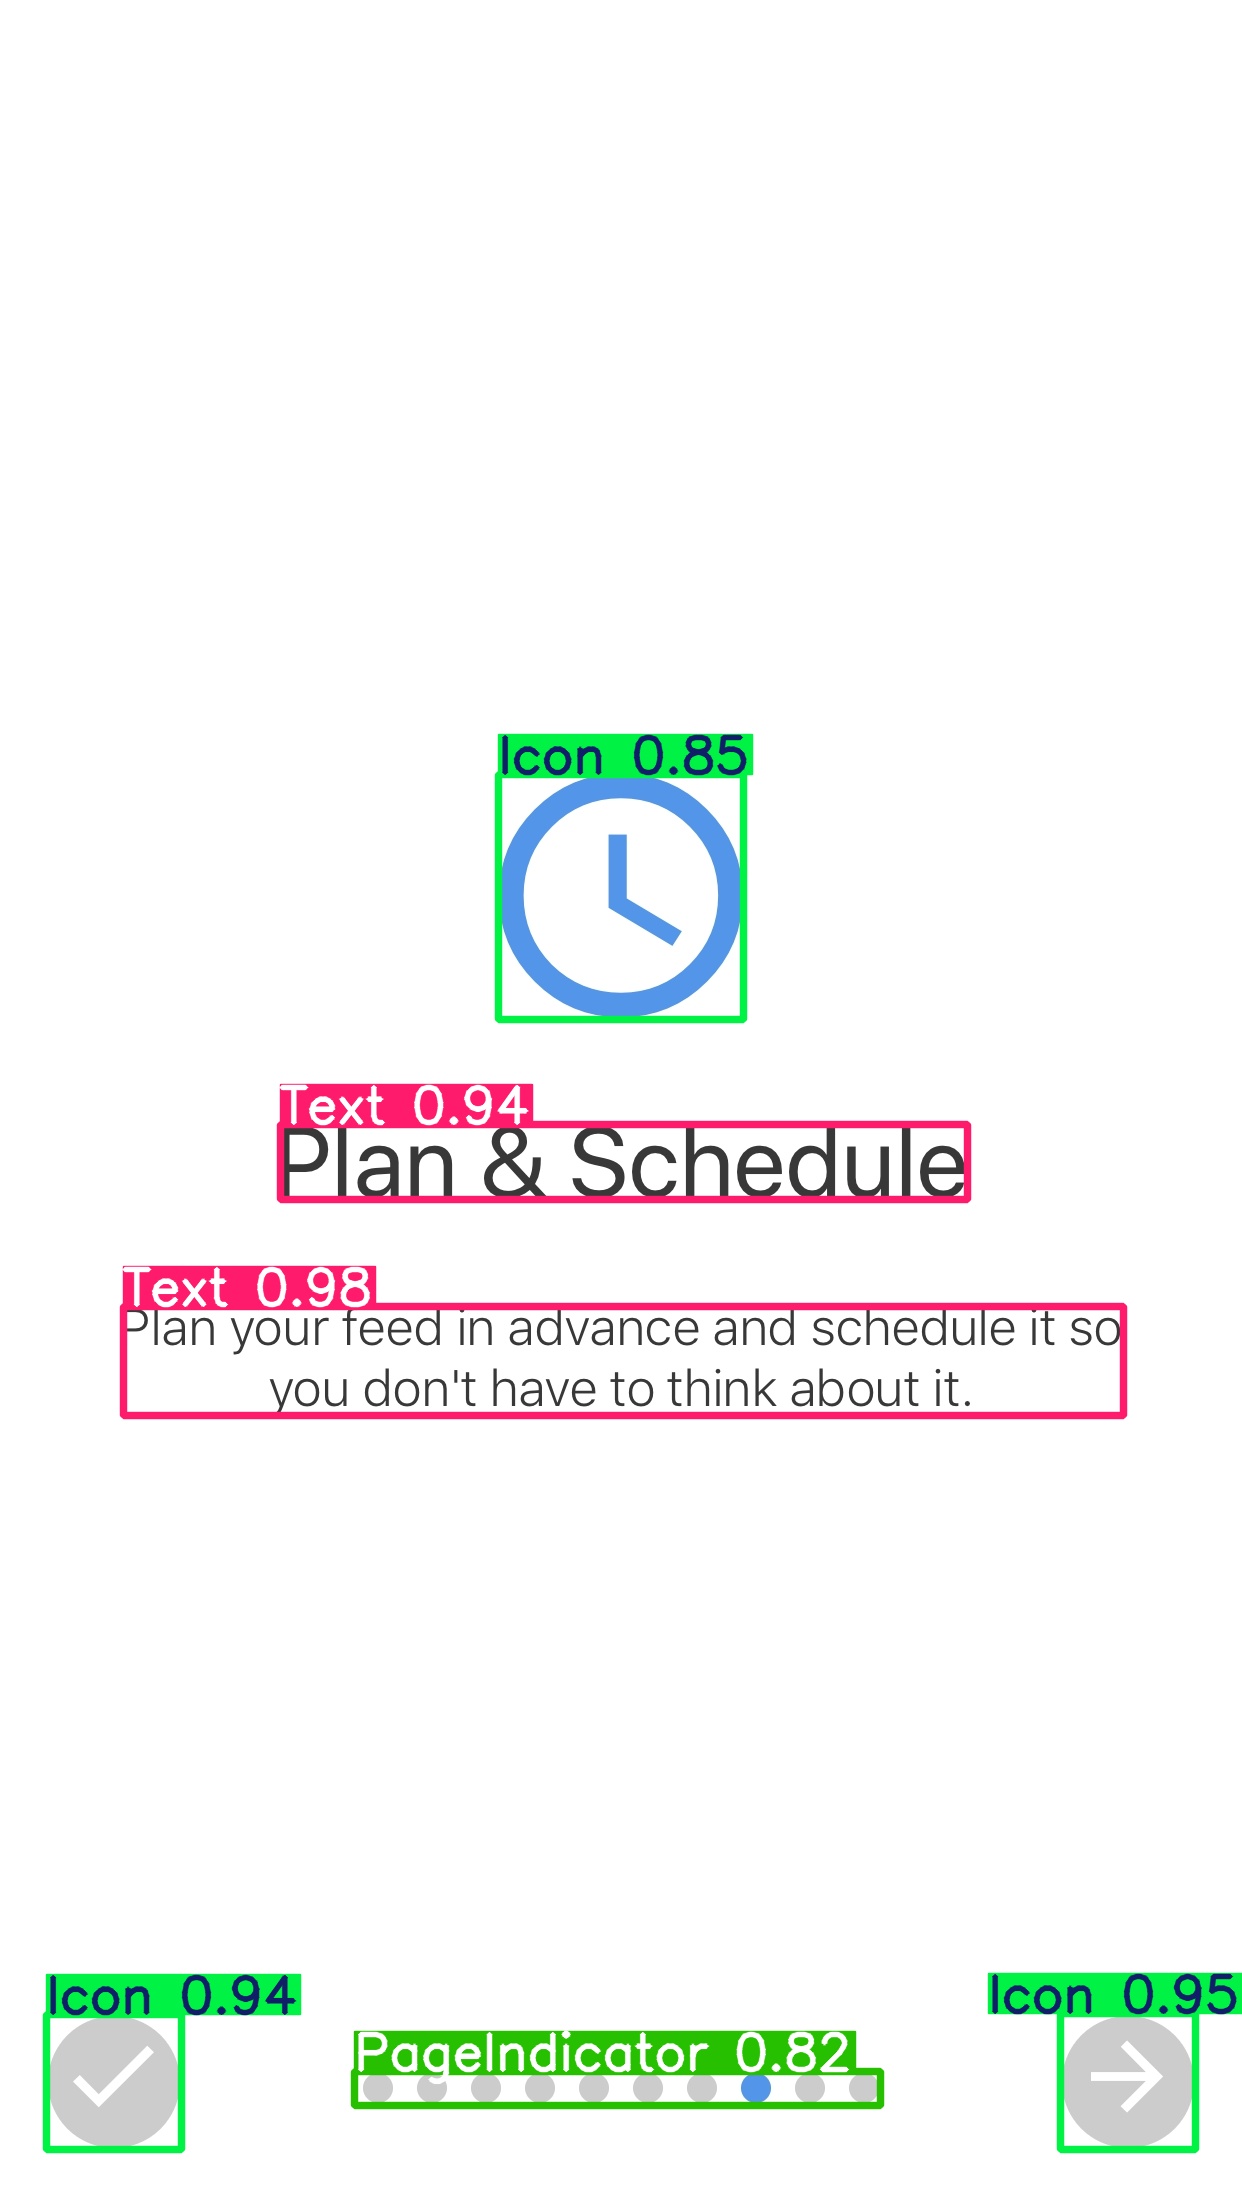 Icon 0.85
Text 0.94
Plan & Schedule
Text 0.98
Plan your feed in advance and schedule it so
you don't have to think about it.
Icon 0.94
PageIndicator 0.82
Icon 0.95